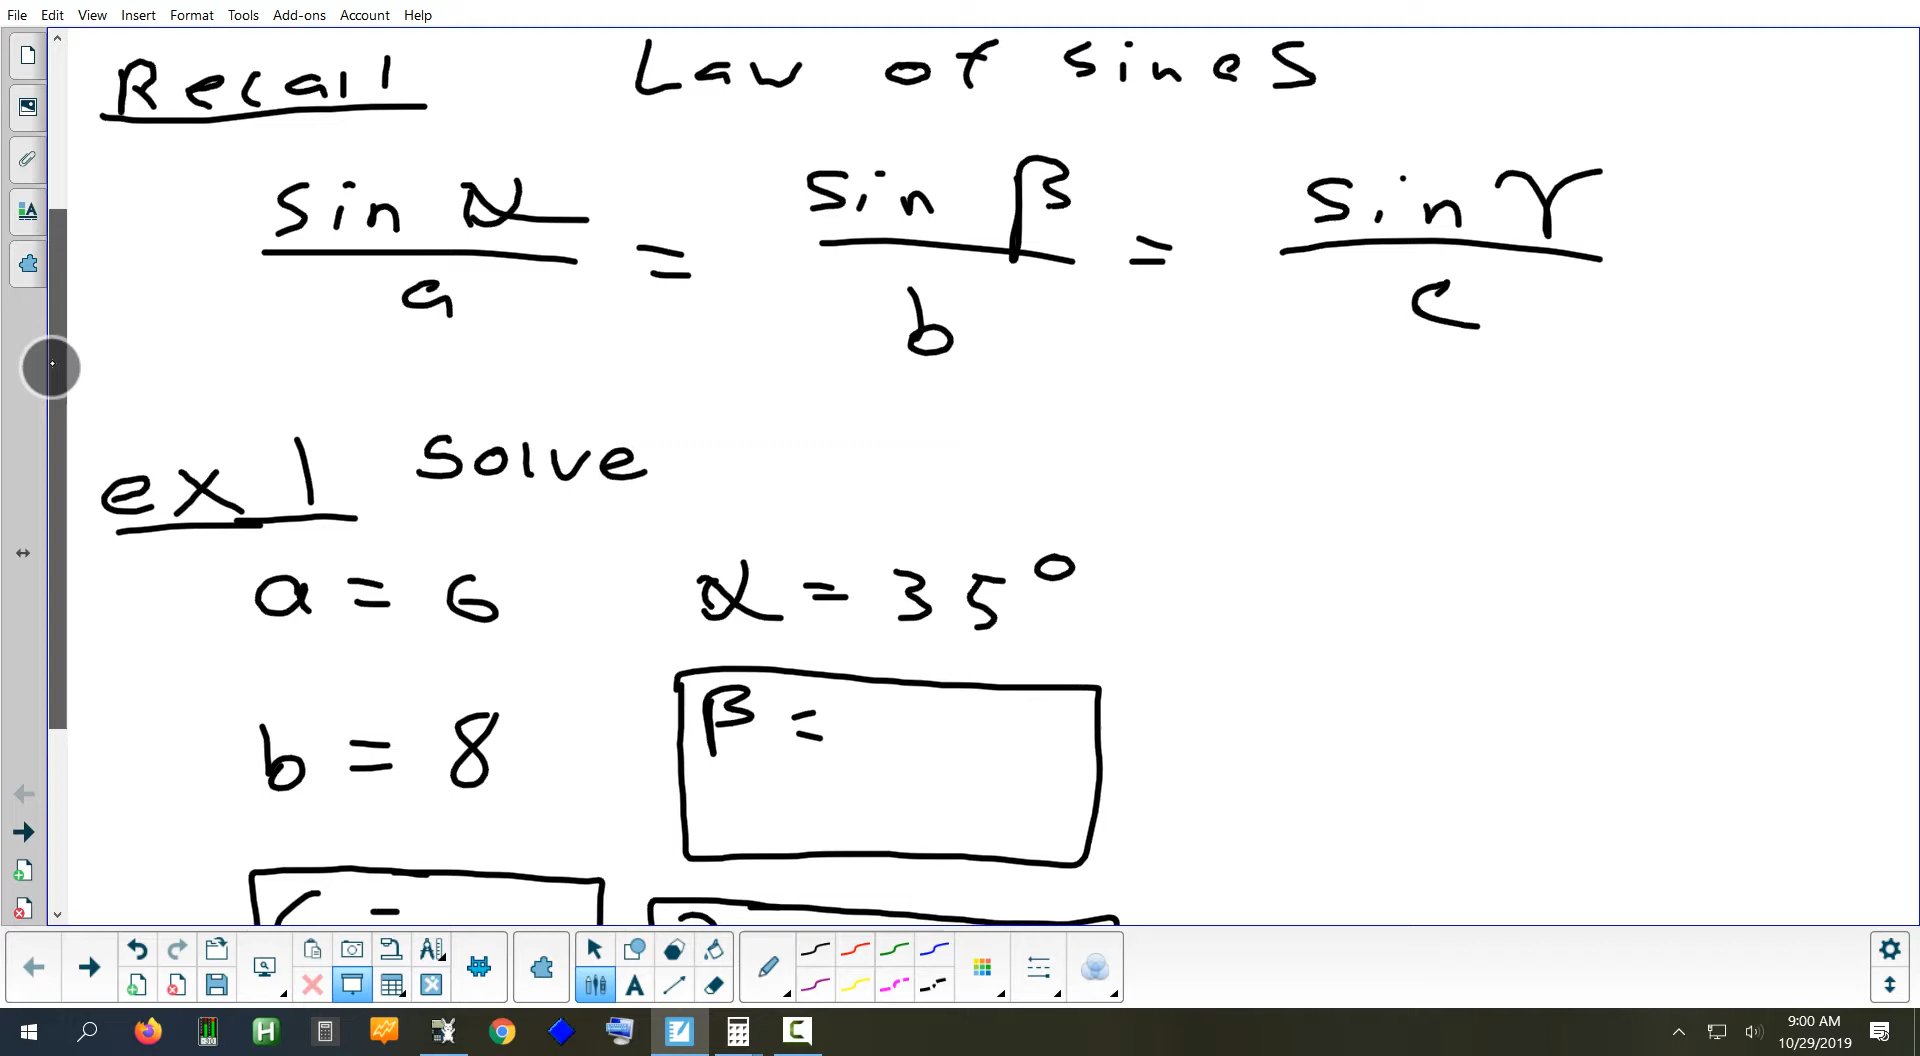 File Edit View Insert Format Tools Add-ons Account Help
Recall Law of sines
sin α / a = sin β / b = sin γ / c
ex 1 solve
a = 6 α = 35°
b = 8 β =
c =
9:00 AM
10/29/2019